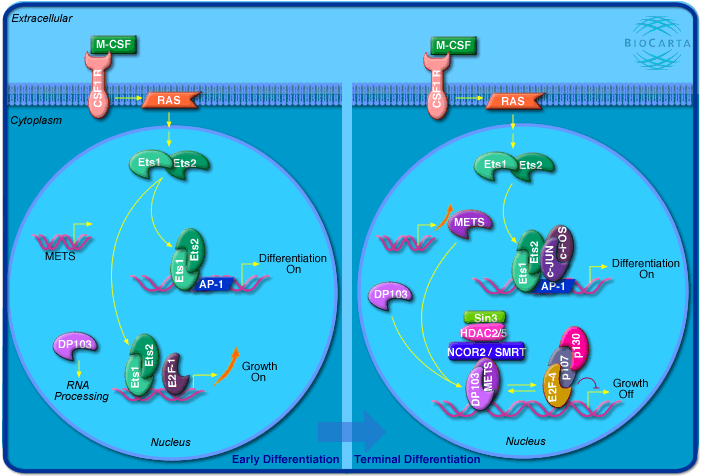 Extracellular
BIOCARTA
M-CSF
CSF1 R
RAS
Cytoplasm
Ets1
Ets2
METS
Ets1
Ets2
AP-1
Differentiation
On
DP103
RNA
Processing
Ets1
Ets2
E2F-1
Growth
On
Nucleus
Early Differentiation
M-CSF
CSF1 R
RAS
Ets1
Ets2
METS
Ets1
Ets2
c-JUN
c-FOS
AP-1
Differentiation
On
DP103
Sin3
HDAC2/5
NCOR2 / SMRT
DP103
METS
E2F-4
p107
p130
Growth
Off
Nucleus
Terminal Differentiation